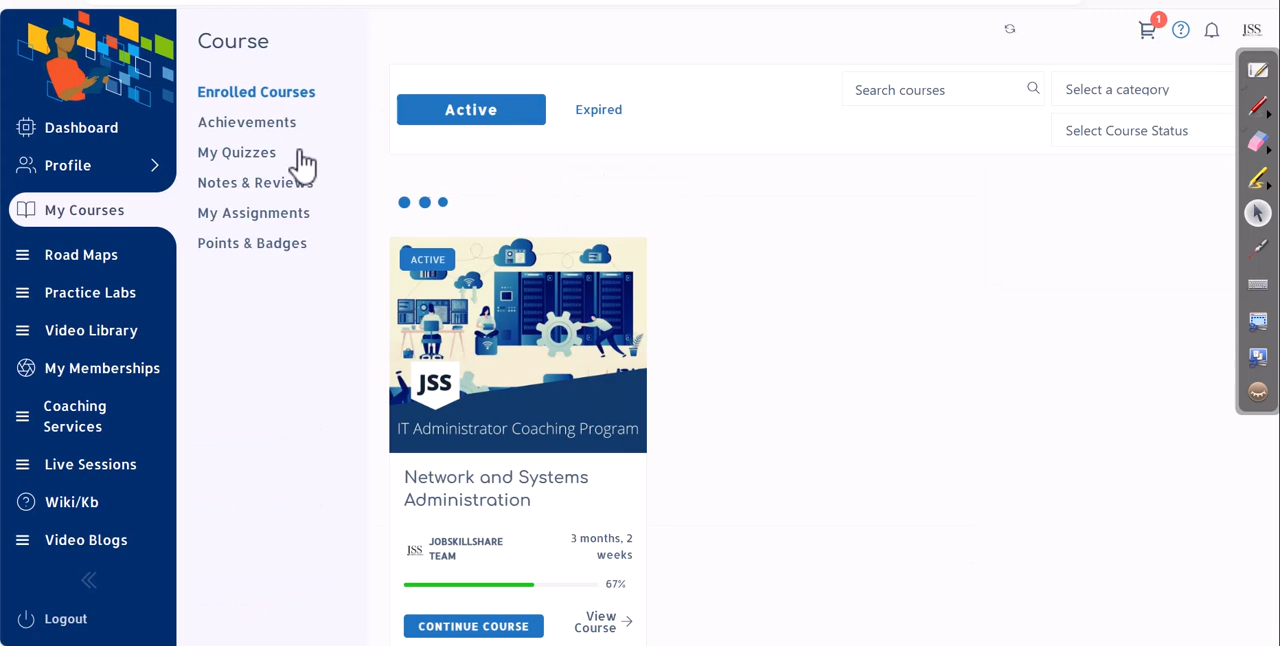 Dashboard
Profile
My Courses
Road Maps
Practice Labs
Video Library
My Memberships
Coaching
Services
Live Sessions
Wiki/Kb
Video Blogs
Logout
Course
Enrolled Courses
Achievements
My Quizzes
Notes & Reviews
My Assignments
Points & Badges
1
JSS
Active
Expired
Search courses
Select a category
Select Course Status
ACTIVE
JSS
IT Administrator Coaching Program
Network and Systems
Administration
JSS
JOBSKILLSHARE
TEAM
3 months, 2
weeks
67%
CONTINUE COURSE
View
Course